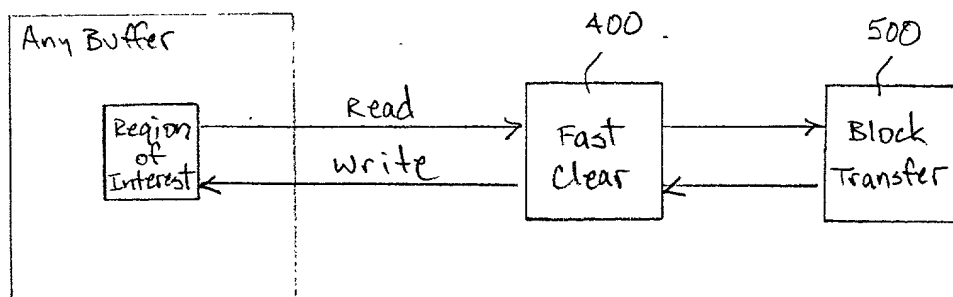 400
500
Any Buffer
Read
Region
of
Interest
Write
Fast
Clear
Block
Transfer